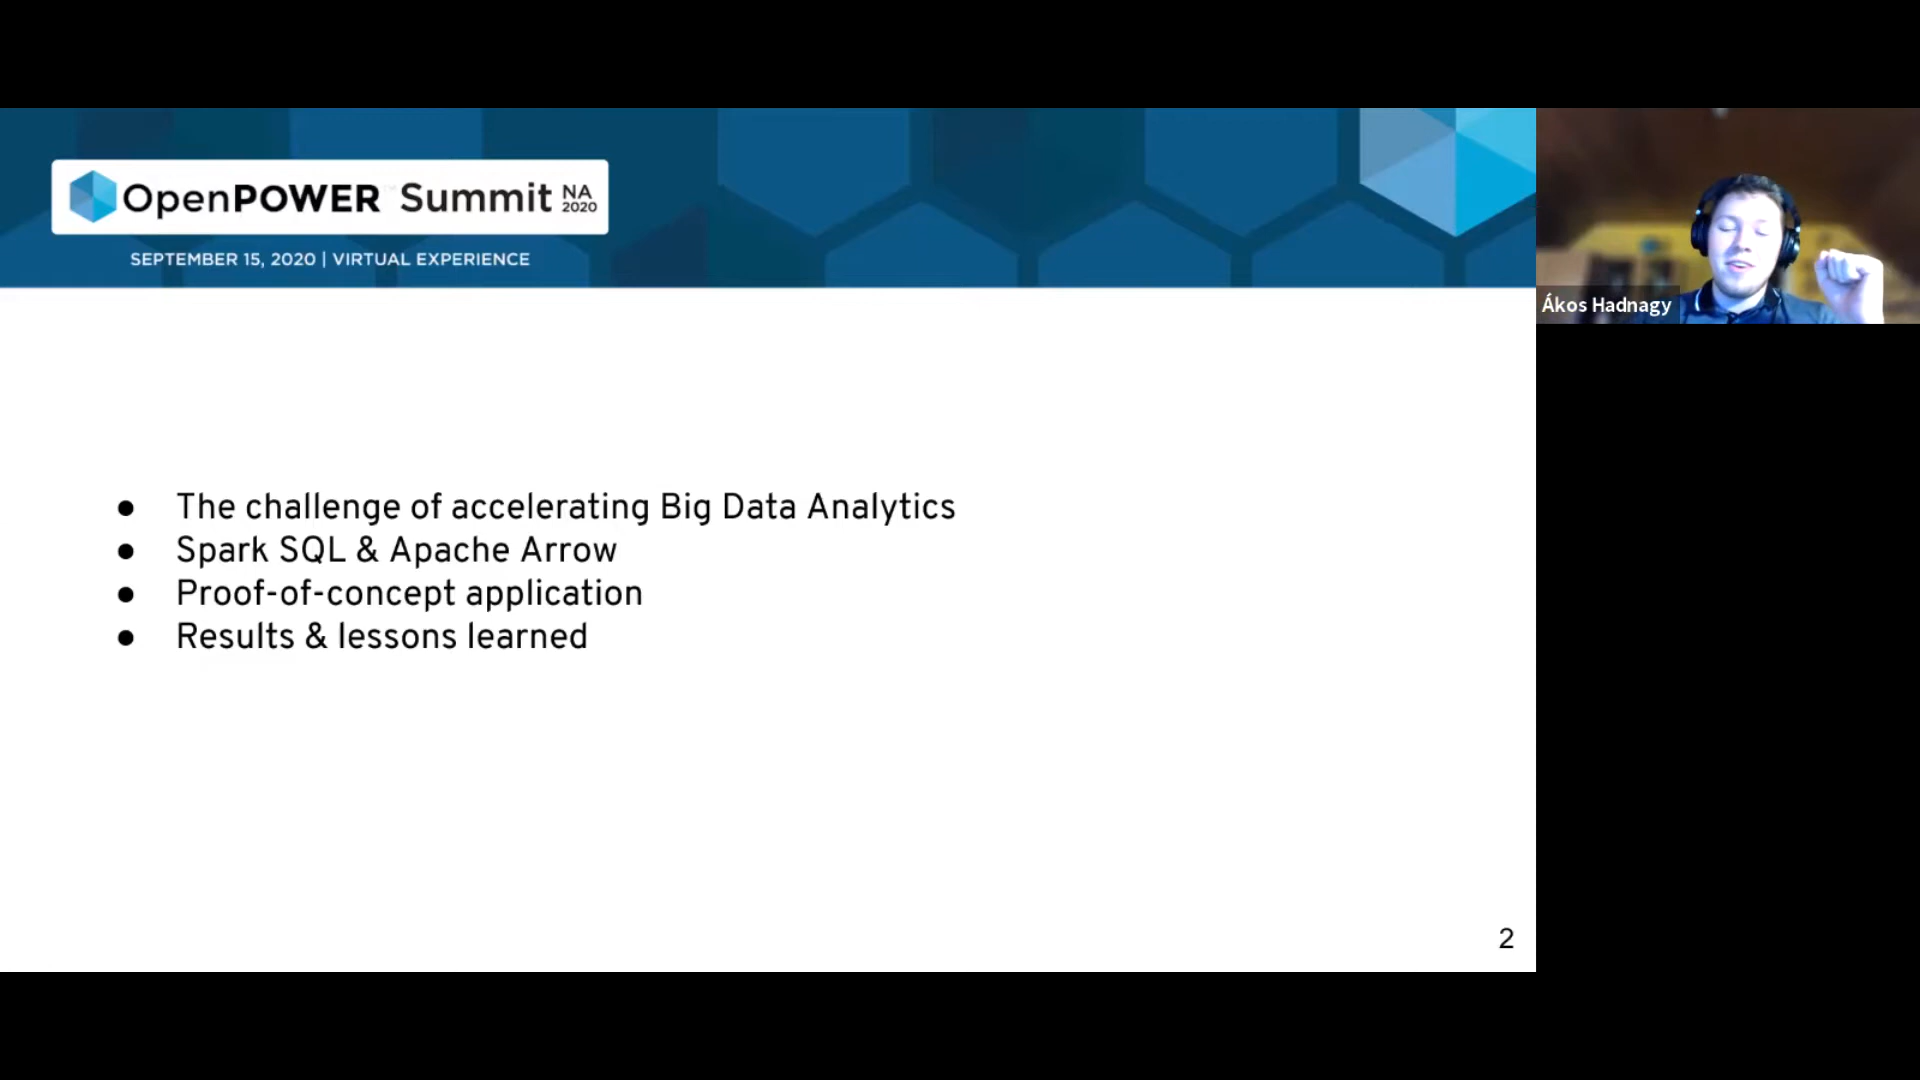 OpenPOWER Summit NA 2020
SEPTEMBER 15, 2020 | VIRTUAL EXPERIENCE
Ákos Hadnagy
● The challenge of accelerating Big Data Analytics
● Spark SQL & Apache Arrow
● Proof-of-concept application
● Results & lessons learned
2